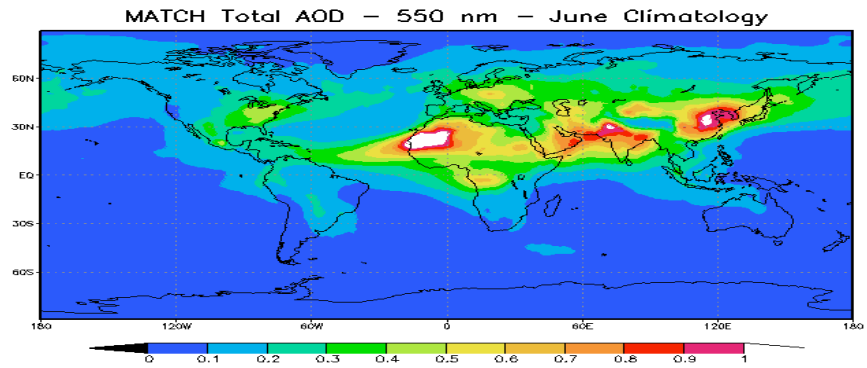 MATCH Total AOD – 550 nm – June Climatology
60N
30N
EQ
30S
60S
180 120W 60W 0 60E 120E 180
0 0.1 0.2 0.3 0.4 0.5 0.6 0.7 0.8 0.9 1